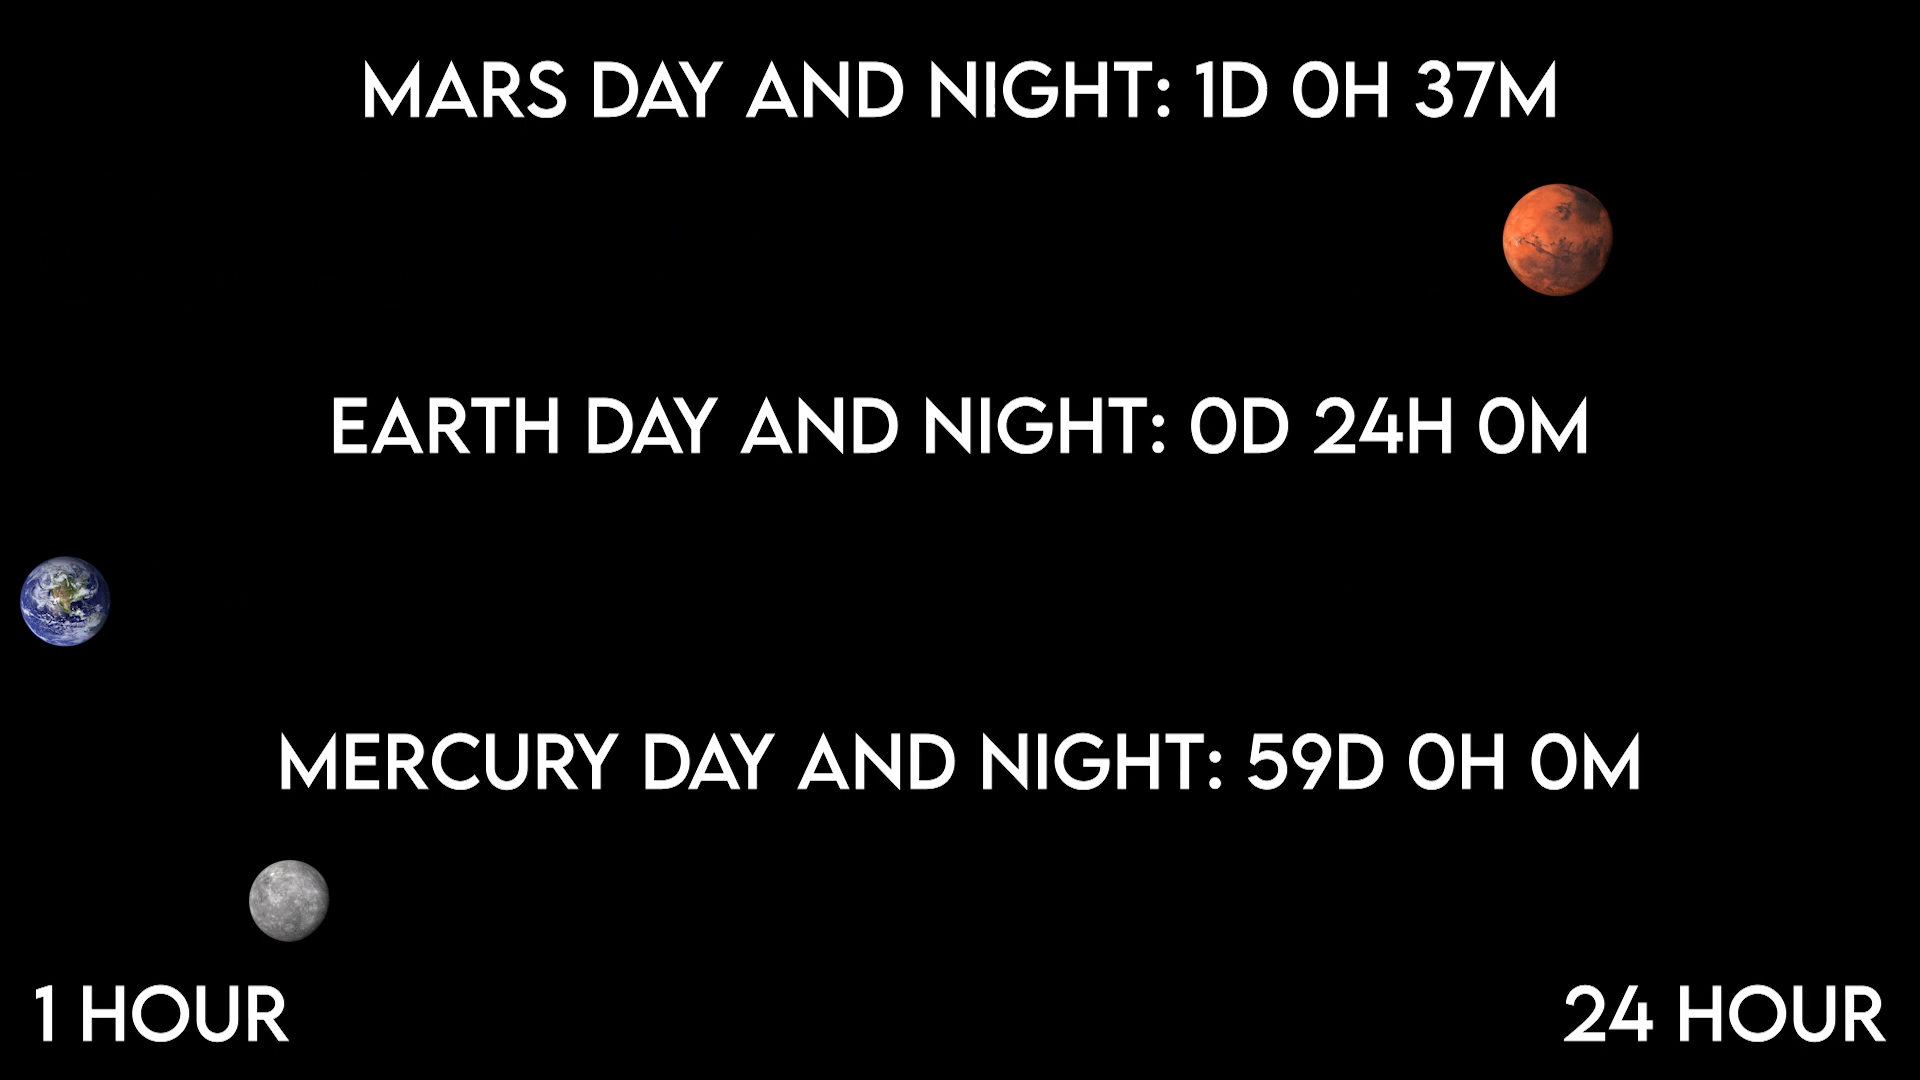 MARS DAY AND NIGHT: 1D 0H 37M
EARTH DAY AND NIGHT: 0D 24H 0M
MERCURY DAY AND NIGHT: 59D 0H 0M
1 HOUR
24 HOUR